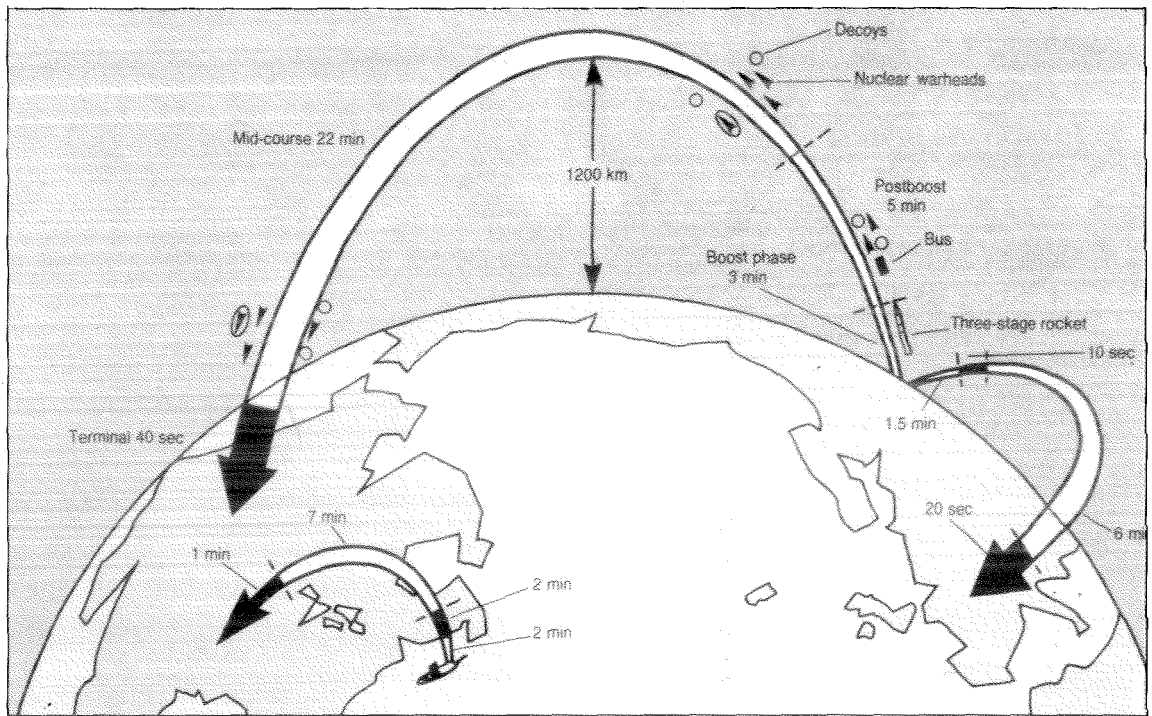 Decoys
Nuclear warheads
Mid-course 22 min
1200 km
Postboost
5 min
Bus
Boost phase
3 min
Three-stage rocket
10 sec
1.5 min
Terminal 40 sec
20 sec
7 min
6
1 min
2 min
2 min